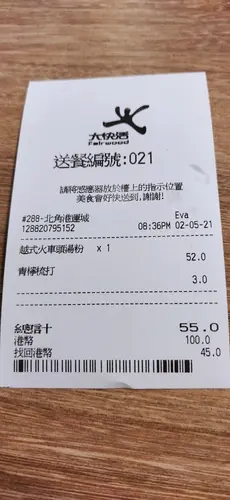 大快活
Fairwood
送餐編號:021
請將感應器放於檯上的指示位置
美食會好快送到,謝謝!
#288-北角港運城 Eva
128820795152 08:36PM 02-05-21
越式火車頭湯粉 x 1
52.0
青檸梳打
3.0
總計 55.0
港幣 100.0
找回港幣 45.0